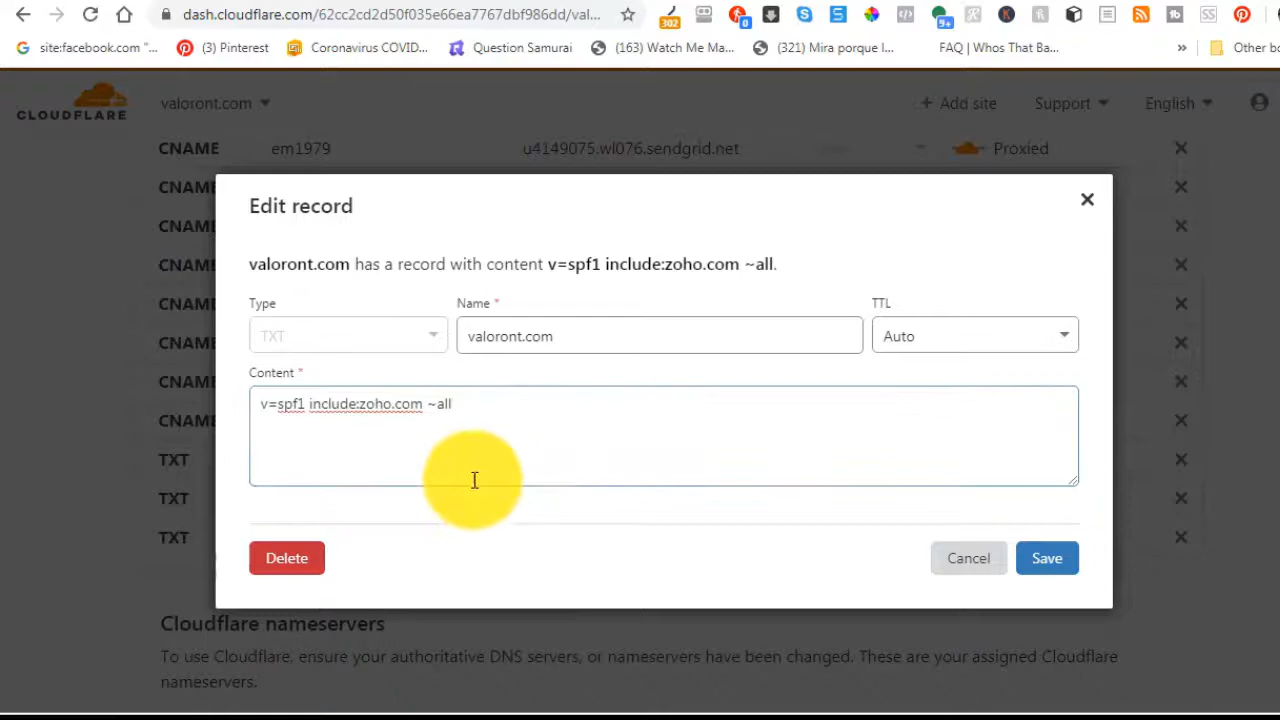 dash.cloudflare.com/62cc2cd2d50f035e66ea7767dbf986dd/val...
302
0
9+
site:facebook.com "...
(3) Pinterest
Coronavirus COVID...
Question Samurai
(163) Watch Me Ma...
(321) Mira porque l...
FAQ | Whos That Ba...
»
Other bo
CLOUDFLARE
valoront.com
+ Add site
Support
English
CNAME em1979 u4149075.wl076.sendgrid.net Proxied
CNAME
CNAME
CNAME
CNAME
CNAME
CNAME
CNAME
TXT
TXT
TXT
Edit record
valoront.com has a record with content v=spf1 include:zoho.com ~all.
Type
Name *
TTL
TXT
valoront.com
Auto
Content *
v=spf1 include:zoho.com ~all
Delete
Cancel
Save
Cloudflare nameservers
To use Cloudflare, ensure your authoritative DNS servers, or nameservers have been changed. These are your assigned Cloudflare
nameservers.